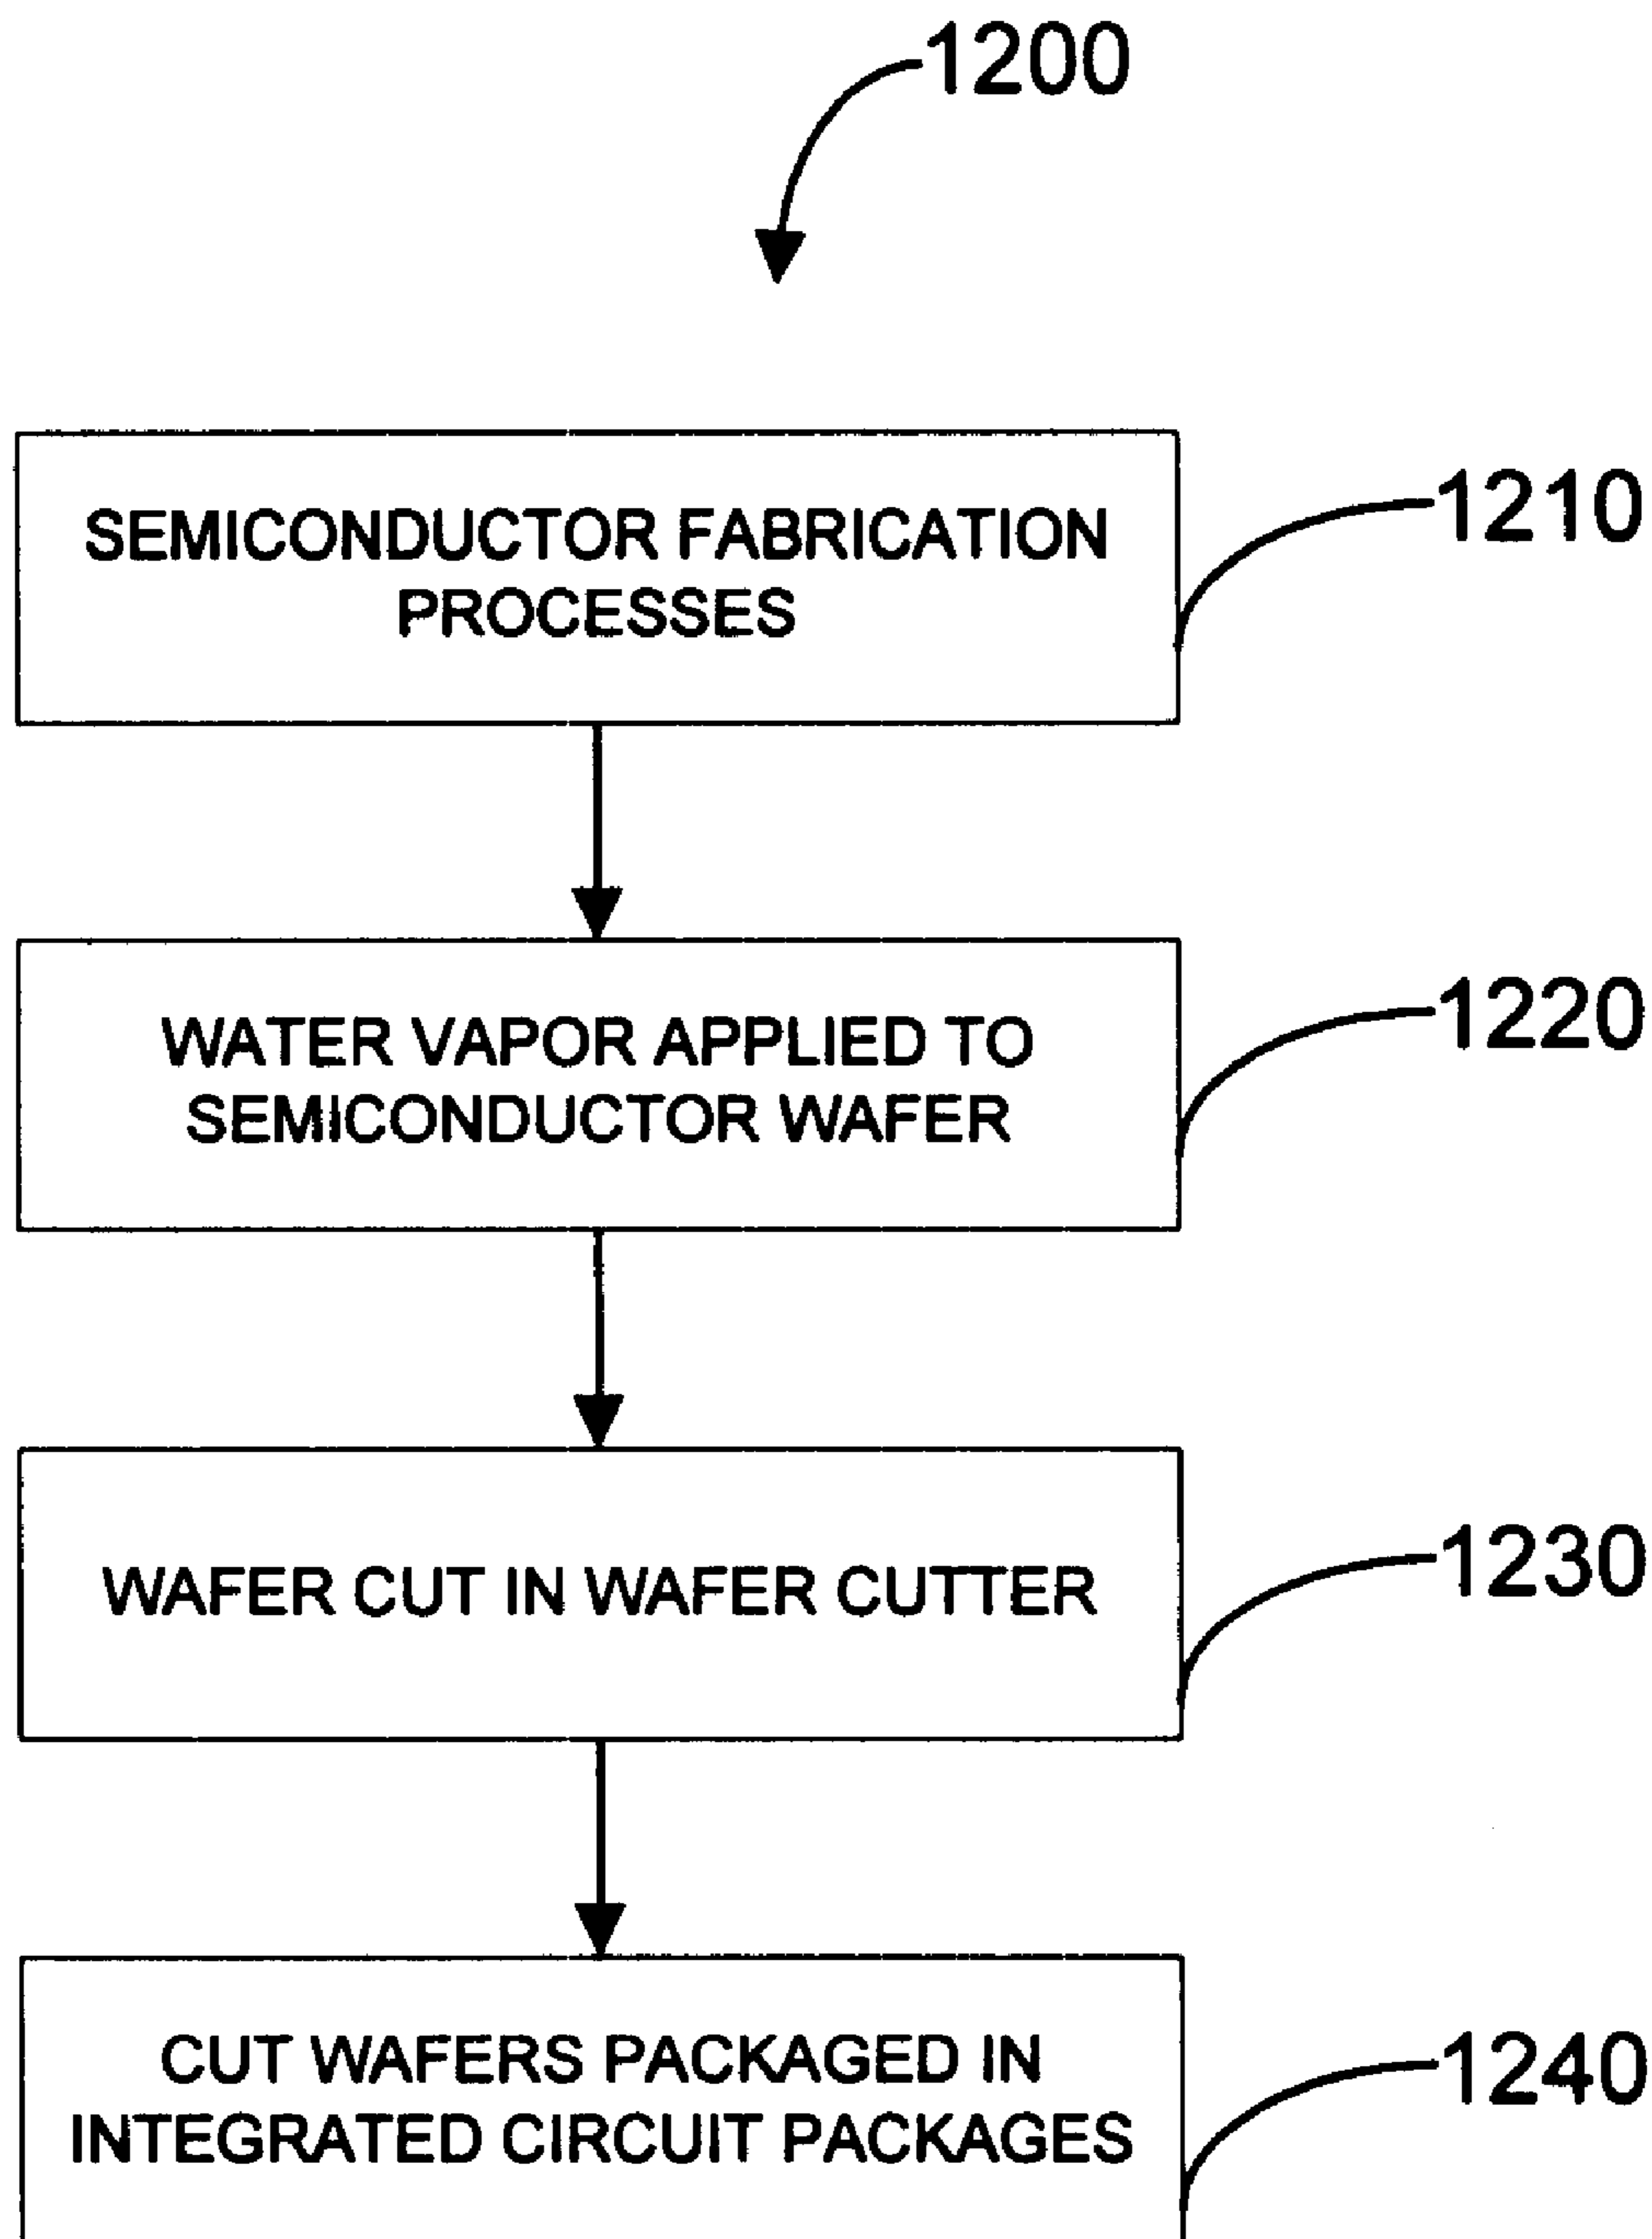 1200
SEMICONDUCTOR FABRICATION
PROCESSES
1210
WATER VAPOR APPLIED TO
SEMICONDUCTOR WAFER
1220
WAFER CUT IN WAFER CUTTER
1230
CUT WAFERS PACKAGED IN
INTEGRATED CIRCUIT PACKAGES
1240